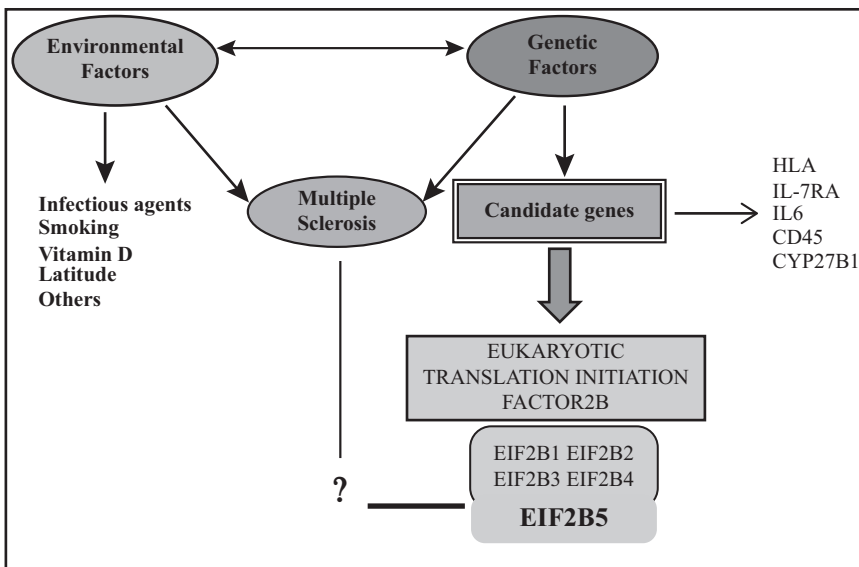 Environmental
Factors
Genetic
Factors
Infectious agents
Smoking
Vitamin D
Latitude
Others
Multiple
Sclerosis
Candidate genes
HLA
IL-7RA
IL6
CD45
CYP27B1
EUKARYOTIC
TRANSLATION INITIATION
FACTOR2B
EIF2B1 EIF2B2
EIF2B3 EIF2B4
EIF2B5
?